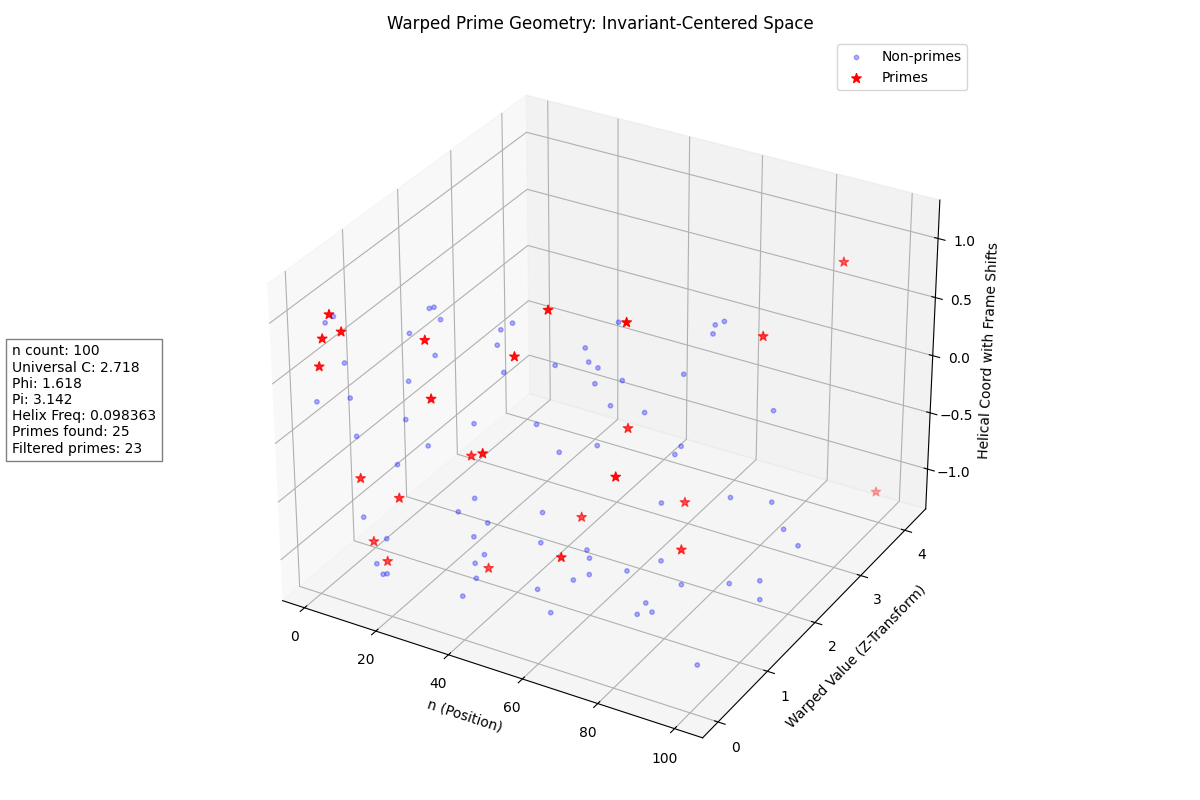 Warped Prime Geometry: Invariant-Centered Space
Non-primes
Primes
n count: 100
Universal C: 2.718
Phi: 1.618
Pi: 3.142
Helix Freq: 0.098363
Primes found: 25
Filtered primes: 23
1.0
0.5
0.0
−0.5
−1.0
Helical Coord with Frame Shifts
4
3
2
1
0
Warped Value (Z-Transform)
0
20
40
60
80
100
n (Position)